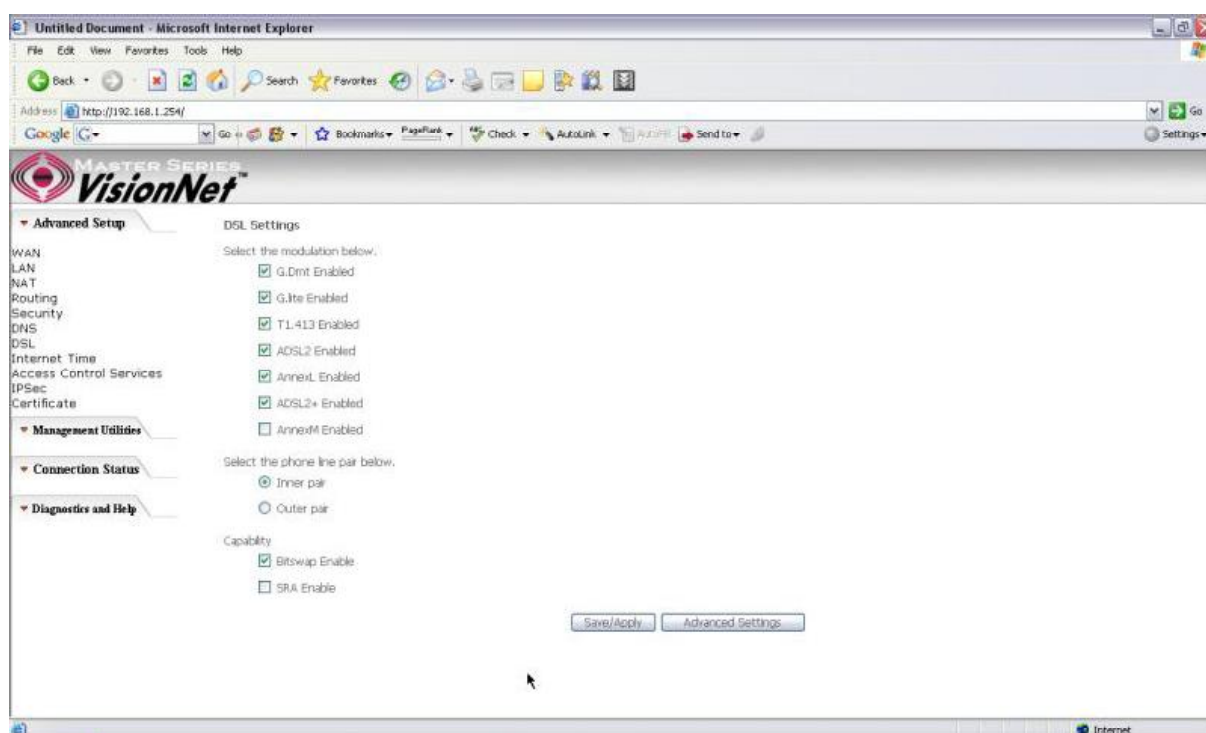 Untitled Document - Microsoft Internet Explorer
File Edit View Favorites Tools Help
Back Search Favorites
Address http://192.168.1.254/ Go
Google G Go Bookmarks PageRank Check AutoLink AutoFill Send to Settings
MASTER SERIES
VisionNet™
Advanced Setup
WAN
LAN
NAT
Routing
Security
DNS
DSL
Internet Time
Access Control Services
IPSec
Certificate
Management Utilities
Connection Status
Diagnostics and Help
DSL Settings
Select the modulation below.
G.Dmt Enabled
G.lite Enabled
T1.413 Enabled
ADSL2 Enabled
AnnexL Enabled
ADSL2+ Enabled
AnnexM Enabled
Select the phone line pair below.
Inner pair
Outer pair
Capability
Bitswap Enable
SRA Enable
Save/Apply Advanced Settings
Internet